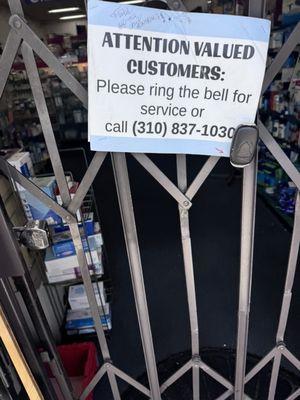 ATTENTION VALUED
CUSTOMERS:
Please ring the bell for
service or
call (310) 837-1030